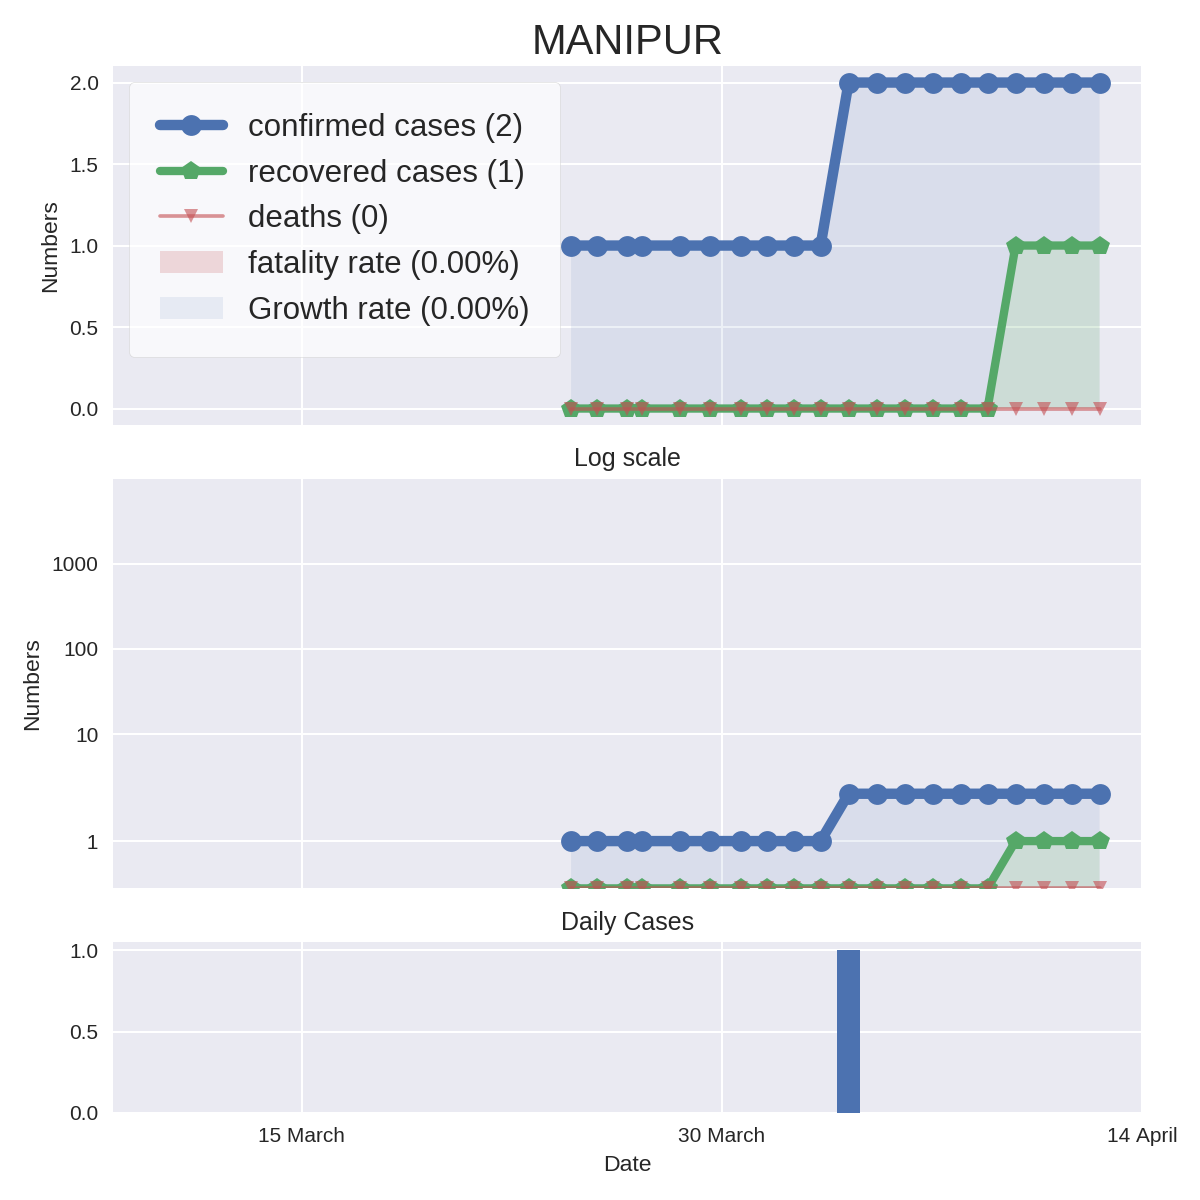 MANIPUR
2.0
1.5
1.0
0.5
0.0
Numbers
confirmed cases (2)
recovered cases (1)
deaths (0)
fatality rate (0.00%)
Growth rate (0.00%)
Log scale
1000
100
10
1
Numbers
Daily Cases
1.0
0.5
0.0
15 March
30 March
14 April
Date